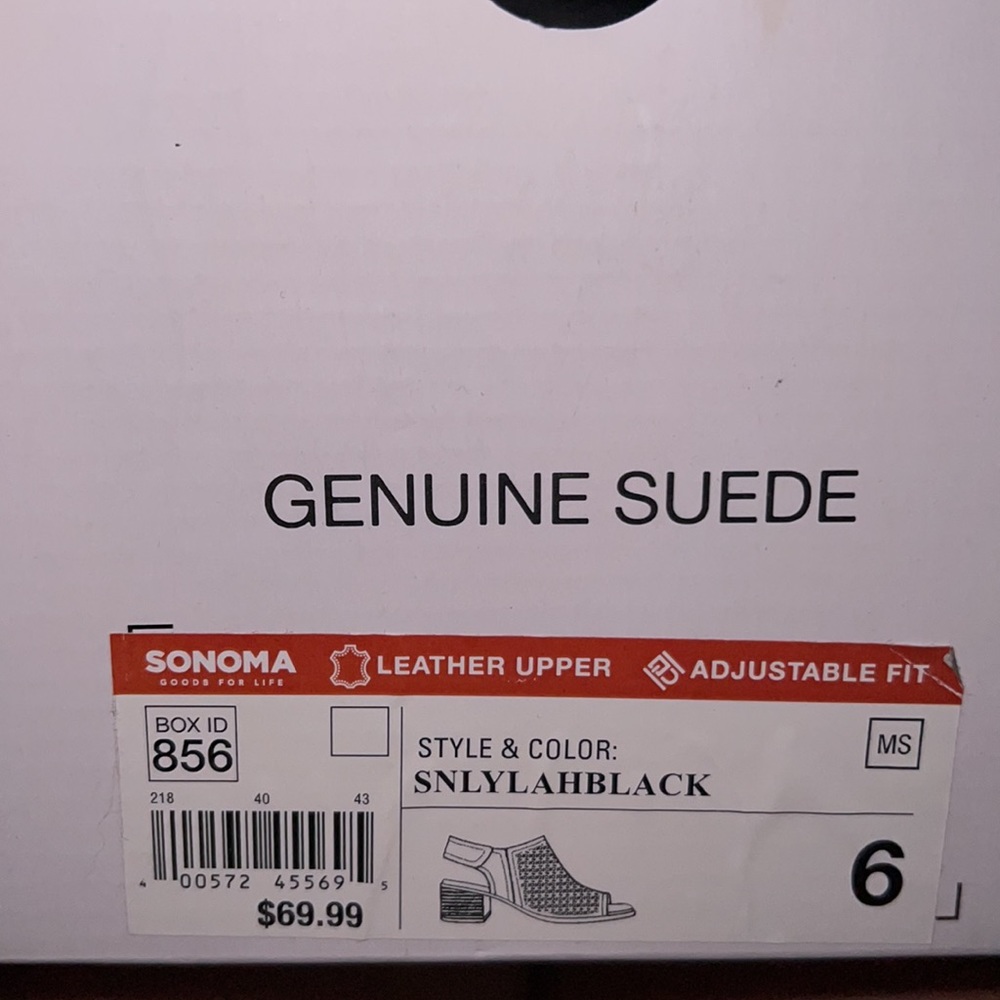 GENUINE SUEDE
SONOMA
GOODS FOR LIFE
LEATHER UPPER
ADJUSTABLE FIT
BOX ID
856
STYLE & COLOR:
SNLYLAHBLACK
MS
218 40 43
4 00572 45569 5
$69.99
6